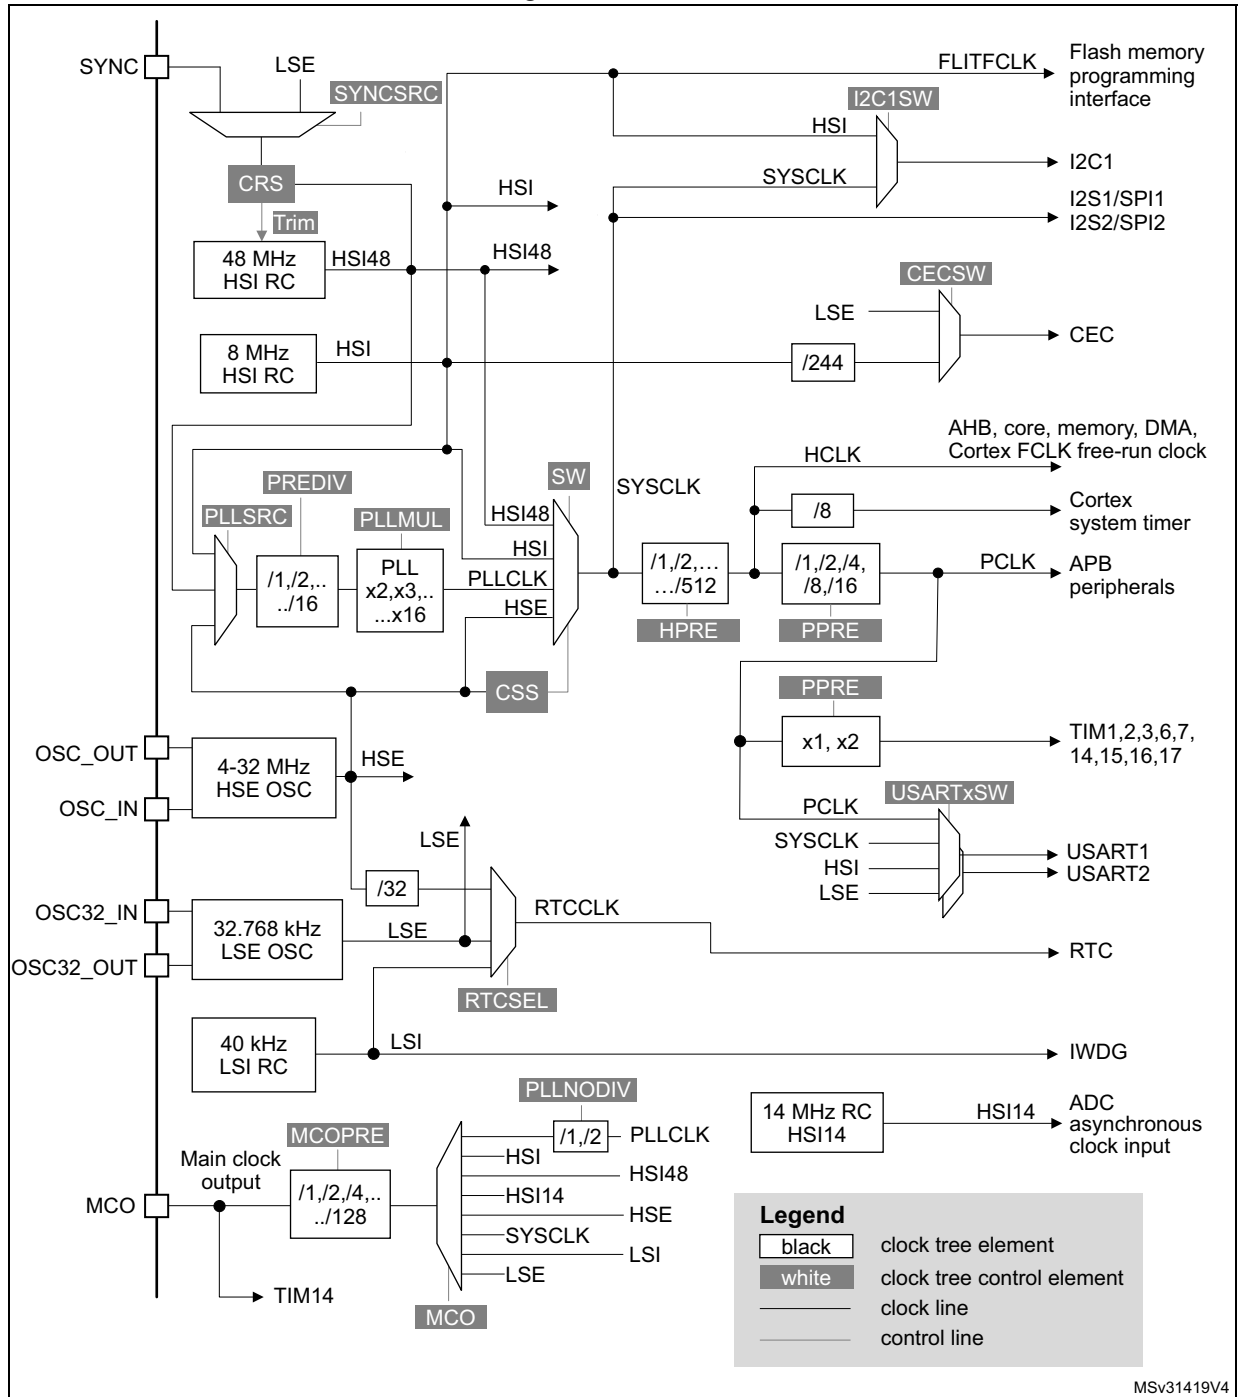 SYNC
LSE
SYNCSRC
CRS
Trim
48 MHz
HSI RC
HSI48
HSI
HSI48
8 MHz
HSI RC
HSI
FLITFCLK
Flash memory
programming
interface
I2C1SW
HSI
SYSCLK
I2C1
I2S1/SPI1
I2S2/SPI2
CECSW
LSE
/244
CEC
AHB, core, memory, DMA,
Cortex FCLK free-run clock
HCLK
/8
Cortex
system timer
PLLSRC
PREDIV
/1,/2,..
../16
PLLMUL
PLL
x2,x3,..
...x16
SW
HSI48
HSI
PLLCLK
HSE
CSS
SYSCLK
/1,/2,…
…/512
HPRE
/1,/2,/4,
/8,/16
PPRE
PCLK
APB
peripherals
PPRE
x1, x2
TIM1,2,3,6,7,
14,15,16,17
OSC_OUT
OSC_IN
4-32 MHz
HSE OSC
HSE
USARTxSW
PCLK
SYSCLK
HSI
LSE
USART1
USART2
LSE
/32
OSC32_IN
OSC32_OUT
32.768 kHz
LSE OSC
LSE
RTCCLK
RTCSEL
RTC
40 kHz
LSI RC
LSI
IWDG
PLLNODIV
/1,/2
PLLCLK
HSI
HSI48
HSI14
HSE
SYSCLK
LSI
LSE
MCO
MCOPRE
/1,/2,/4,..
../128
Main clock
output
MCO
TIM14
14 MHz RC
HSI14
HSI14
ADC
asynchronous
clock input
Legend
black
clock tree element
white
clock tree control element
clock line
control line
MSv31419V4